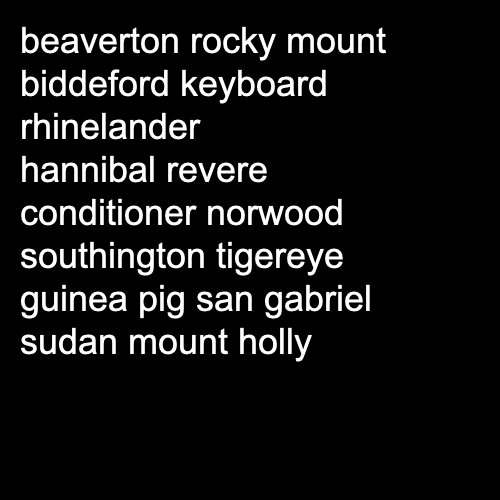 beaverton rocky mount
biddeford keyboard
rhinelander
hannibal revere
conditioner norwood
southington tigereye
guinea pig san gabriel
sudan mount holly